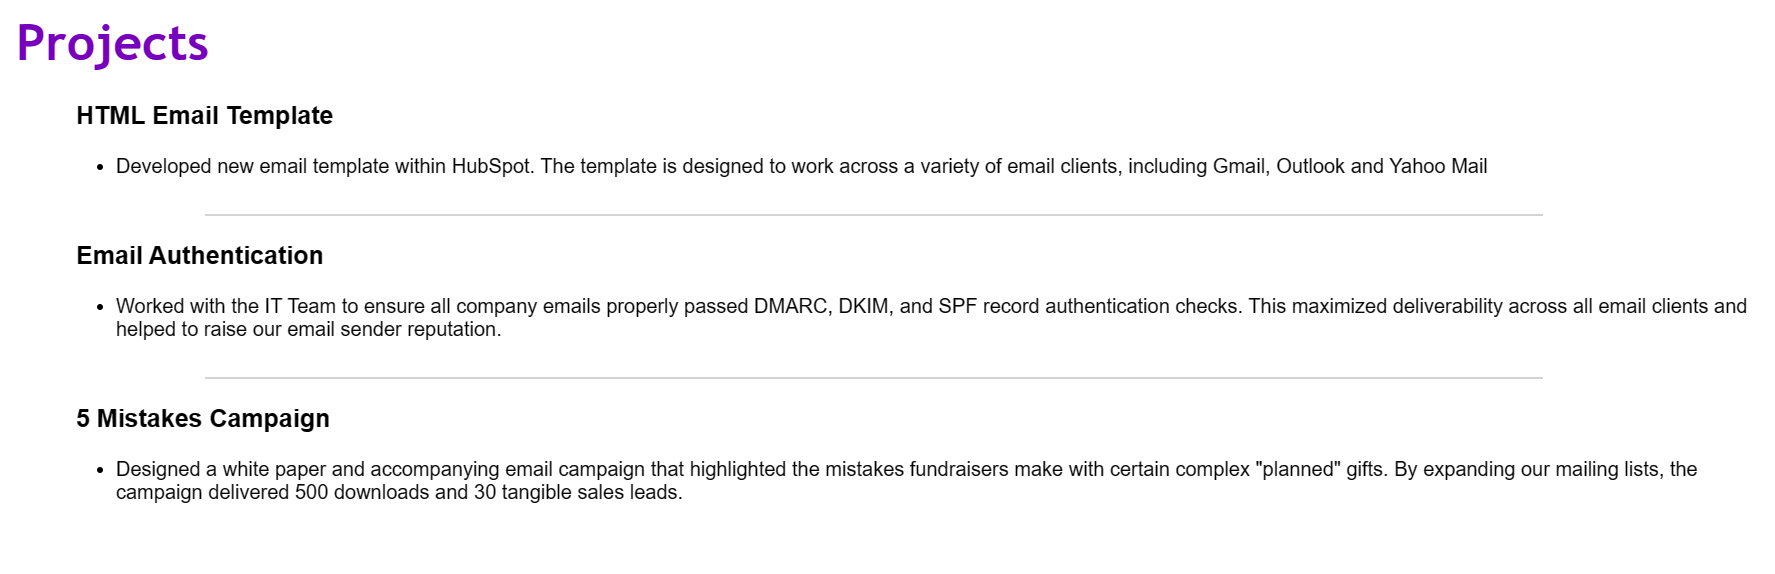 Projects
HTML Email Template
• Developed new email template within HubSpot. The template is designed to work across a variety of email clients, including Gmail, Outlook and Yahoo Mail
Email Authentication
• Worked with the IT Team to ensure all company emails properly passed DMARC, DKIM, and SPF record authentication checks. This maximized deliverability across all email clients and
helped to raise our email sender reputation.
5 Mistakes Campaign
• Designed a white paper and accompanying email campaign that highlighted the mistakes fundraisers make with certain complex "planned" gifts. By expanding our mailing lists, the
campaign delivered 500 downloads and 30 tangible sales leads.